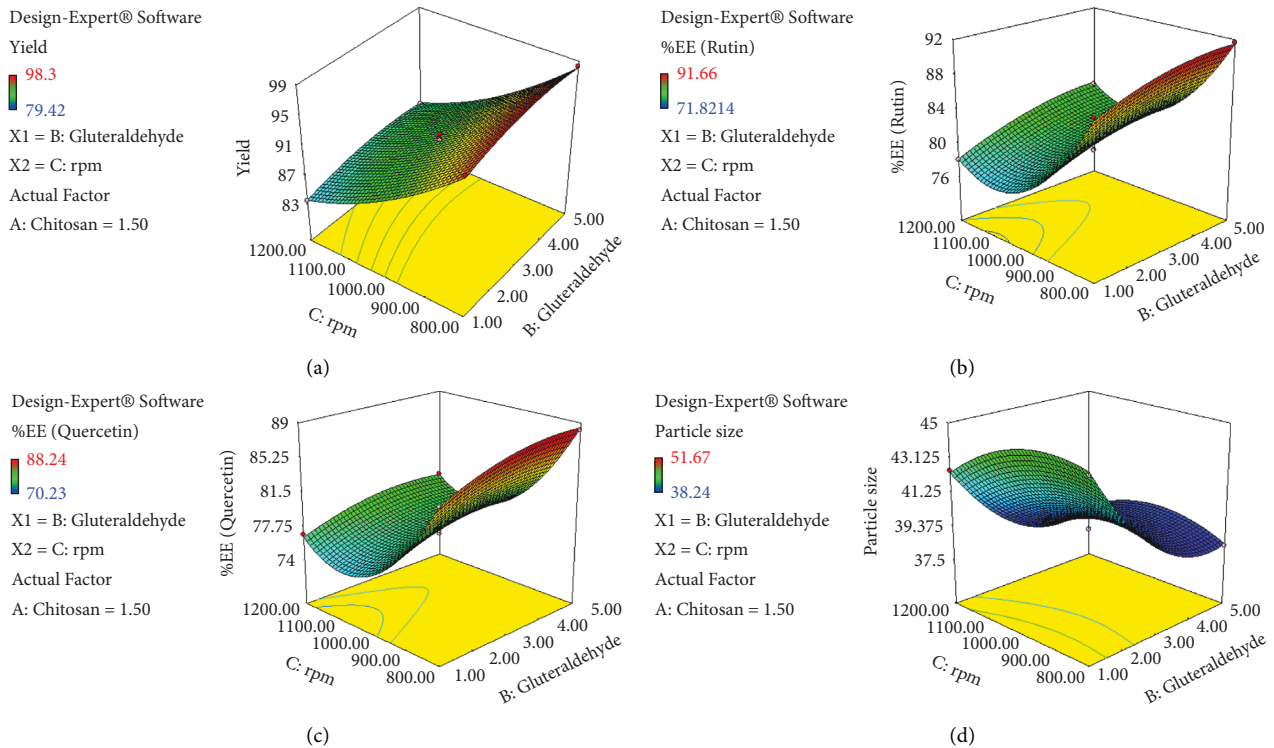 Design-Expert® Software
Yield
98.3
79.42
X1 = B: Gluteraldehyde
X2 = C: rpm
Actual Factor
A: Chitosan = 1.50
99
95
91
87
83
Yield
1200.00
1100.00
1000.00
900.00
800.00
C: rpm
5.00
4.00
3.00
2.00
1.00
B: Gluteraldehyde
(a)
Design-Expert® Software
%EE (Rutin)
91.66
71.8214
X1 = B: Gluteraldehyde
X2 = C: rpm
Actual Factor
A: Chitosan = 1.50
92
88
84
80
76
%EE (Rutin)
1200.00
1100.00
1000.00
900.00
800.00
C: rpm
5.00
4.00
3.00
2.00
1.00
B: Gluteraldehyde
(b)
Design-Expert® Software
%EE (Quercetin)
88.24
70.23
X1 = B: Gluteraldehyde
X2 = C: rpm
Actual Factor
A: Chitosan = 1.50
89
85.25
81.5
77.75
74
%EE (Quercetin)
1200.00
1100.00
1000.00
900.00
800.00
C: rpm
5.00
4.00
3.00
2.00
1.00
B: Gluteraldehyde
(c)
Design-Expert® Software
Particle size
51.67
38.24
X1 = B: Gluteraldehyde
X2 = C: rpm
Actual Factor
A: Chitosan = 1.50
45
43.125
41.25
39.375
37.5
Particle size
1200.00
1100.00
1000.00
900.00
800.00
C: rpm
5.00
4.00
3.00
2.00
1.00
B: Gluteraldehyde
(d)